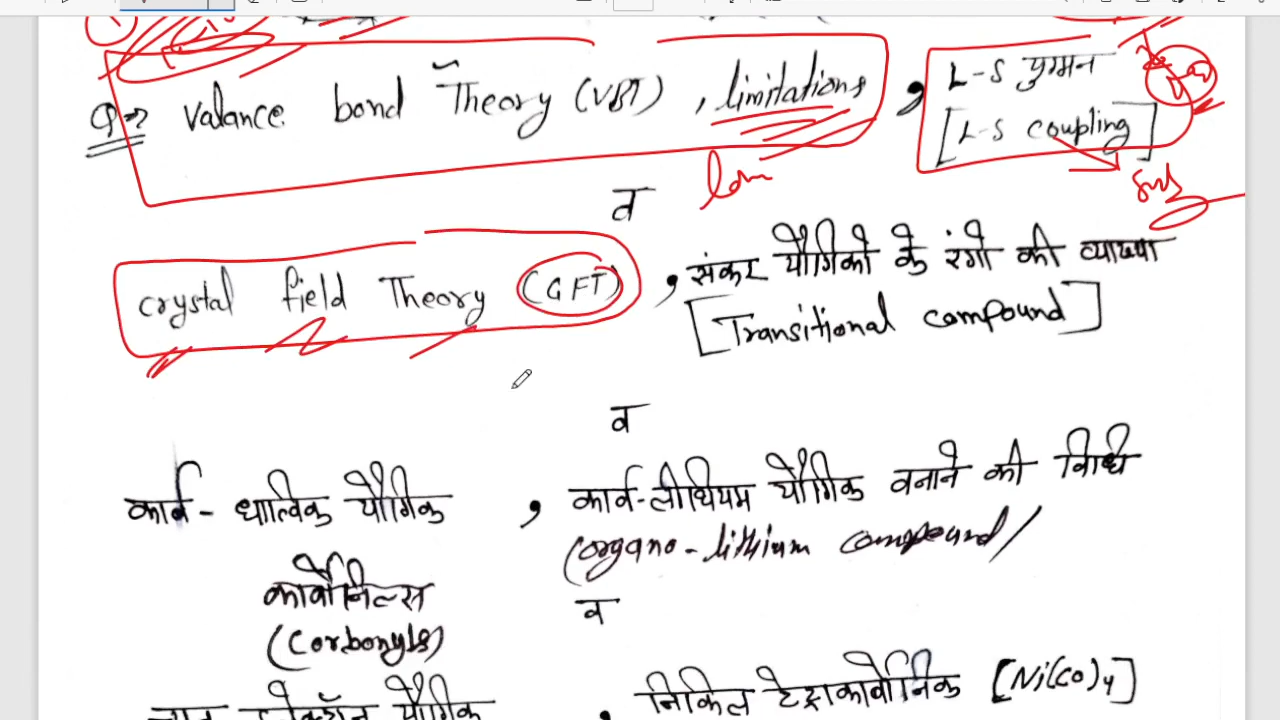 Q⇒ Valance bond Theory (VBT), limitations, L-S युग्मन
[L-S coupling]
व
crystal field Theory (CFT), संकर यौगिको के रंगो की व्याख्या
[Transitional compound]
व
कार्ब-धात्विक यौगिक, कार्ब-लीथियम यौगिक बनाने की विधि
(organo-lithium compound)
कार्बोनिल्स व
(Corbonyls)
यौगिक, निकिल टेट्राकार्बोनिक [Ni(CO)4]